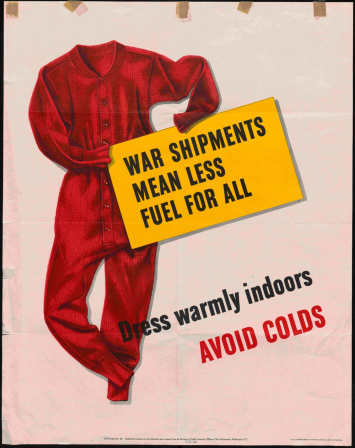 WAR SHIPMENTS
MEAN LESS
FUEL FOR ALL
Dress warmly indoors
AVOID COLDS